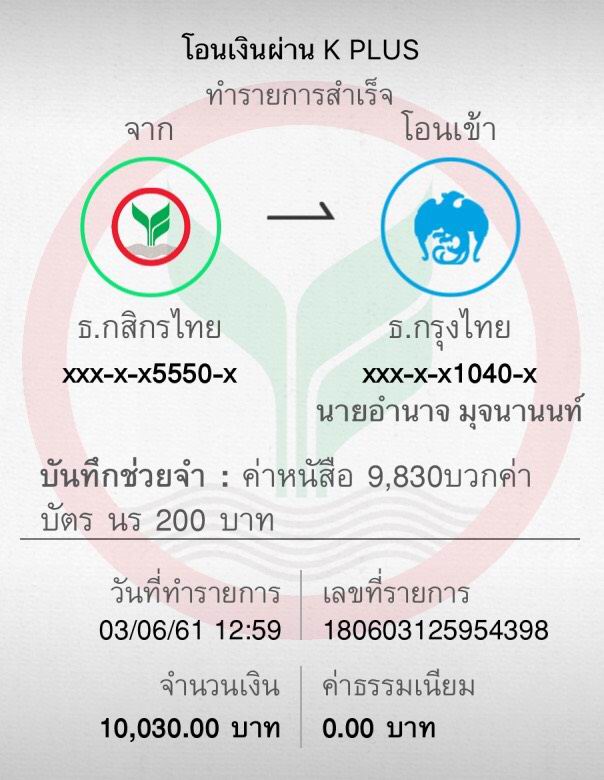 โอนเงินผ่าน K PLUS
ทำรายการสำเร็จ
จาก
โอนเข้า
ธ.กสิกรไทย
ธ.กรุงไทย
xxx-x-x5550-x
xxx-x-x1040-x
นายอำนาจ มุจนานนท์
บันทึกช่วยจำ : ค่าหนังสือ 9,830บวกค่า
บัตร นร 200 บาท
วันที่ทำรายการ
เลขที่รายการ
03/06/61 12:59
180603125954398
จำนวนเงิน
ค่าธรรมเนียม
10,030.00 บาท
0.00 บาท